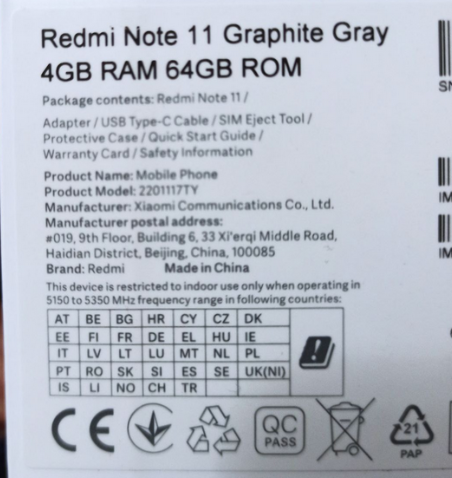 Redmi Note 11 Graphite Gray
4GB RAM 64GB ROM
Package contents: Redmi Note 11 /
Adapter / USB Type-C Cable / SIM Eject Tool /
Protective Case / Quick Start Guide /
Warranty Card / Safety Information
Product Name: Mobile Phone
Product Model: 2201117TY
Manufacturer: Xiaomi Communications Co., Ltd.
Manufacturer postal address:
#019, 9th Floor, Building 6, 33 Xi'erqi Middle Road,
Haidian District, Beijing, China, 100085
Brand: Redmi Made in China
This device is restricted to indoor use only when operating in
5150 to 5350 MHz frequency range in following countries:
AT BE BG HR CY CZ DK
EE FI FR DE EL HU IE
IT LV LT LU MT NL PL
PT RO SK SI ES SE UK(NI)
IS LI NO CH TR
CE
QC
PASS
21
PAP
SN
IM
IM